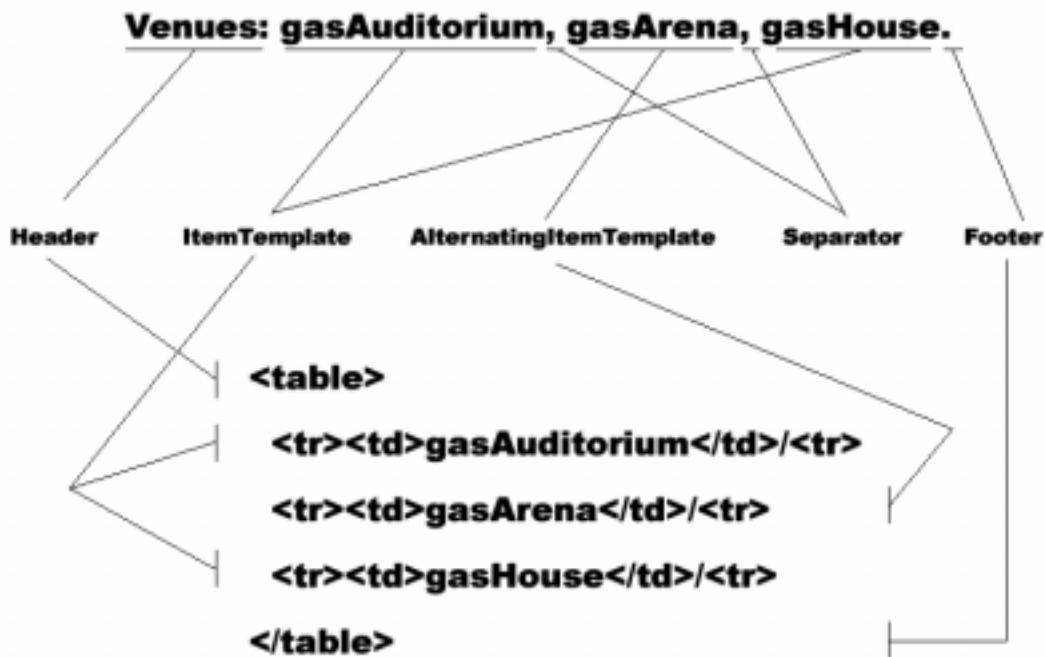 Venues: gasAuditorium, gasArena, gasHouse.
Header ItemTemplate AlternatingItemTemplate Separator Footer
<table>
<tr><td>gasAuditorium</td>/<tr>
<tr><td>gasArena</td>/<tr>
<tr><td>gasHouse</td>/<tr>
</table>